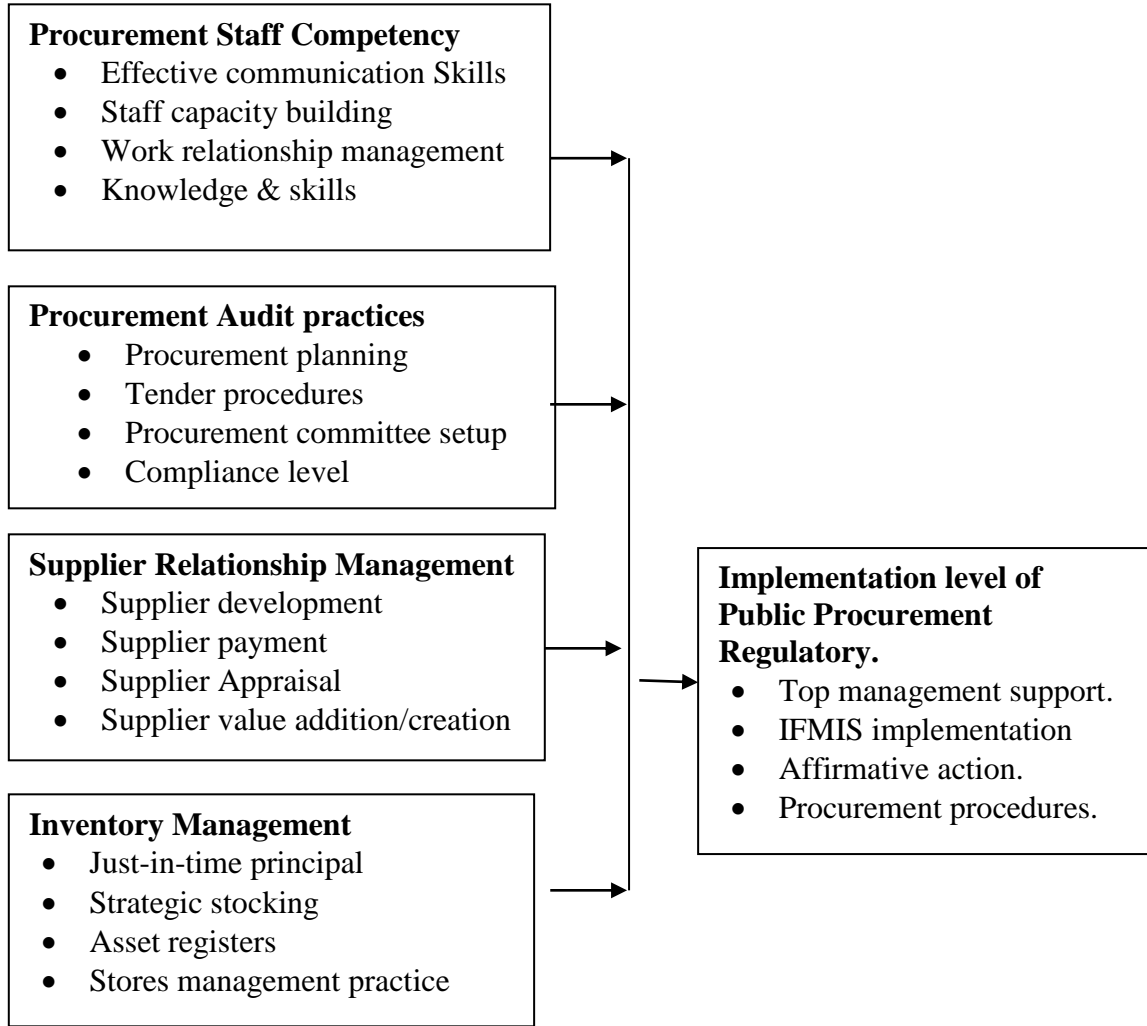 Procurement Staff Competency
• Effective communication Skills
• Staff capacity building
• Work relationship management
• Knowledge & skills
Procurement Audit practices
• Procurement planning
• Tender procedures
• Procurement committee setup
• Compliance level
Supplier Relationship Management
• Supplier development
• Supplier payment
• Supplier Appraisal
• Supplier value addition/creation
Inventory Management
• Just-in-time principal
• Strategic stocking
• Asset registers
• Stores management practice
Implementation level of
Public Procurement
Regulatory.
• Top management support.
• IFMIS implementation
• Affirmative action.
• Procurement procedures.